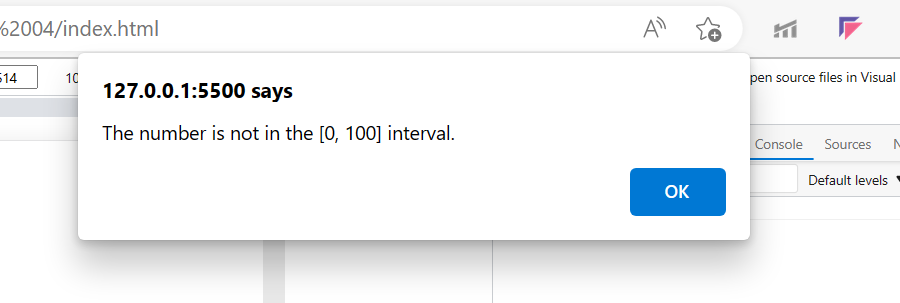 %2004/index.html
514
10
pen source files in Visual
127.0.0.1:5500 says
The number is not in the [0, 100] interval.
OK
Console
Sources
N
Default levels